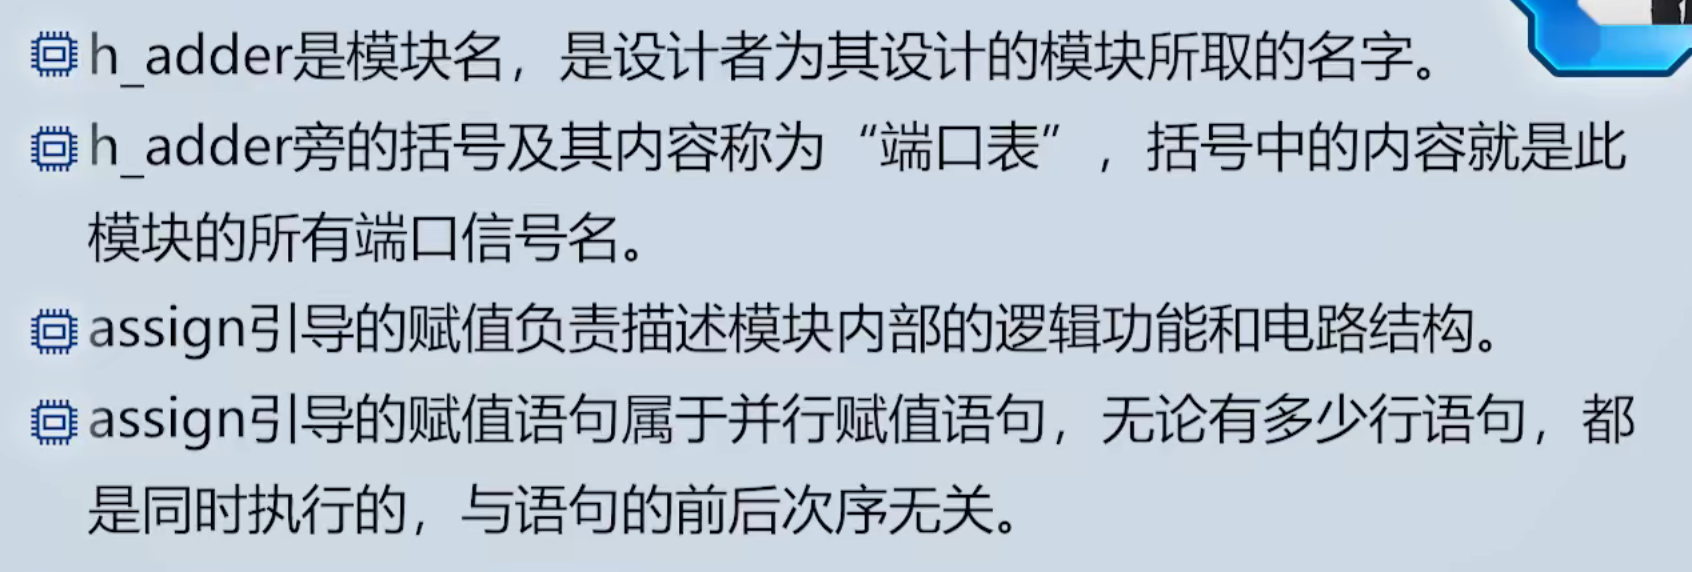 h_adder是模块名，是设计者为其设计的模块所取的名字。
h_adder旁的括号及其内容称为“端口表”，括号中的内容就是此
模块的所有端口信号名。
assign引导的赋值负责描述模块内部的逻辑功能和电路结构。
assign引导的赋值语句属于并行赋值语句，无论有多少行语句，都
是同时执行的，与语句的前后次序无关。